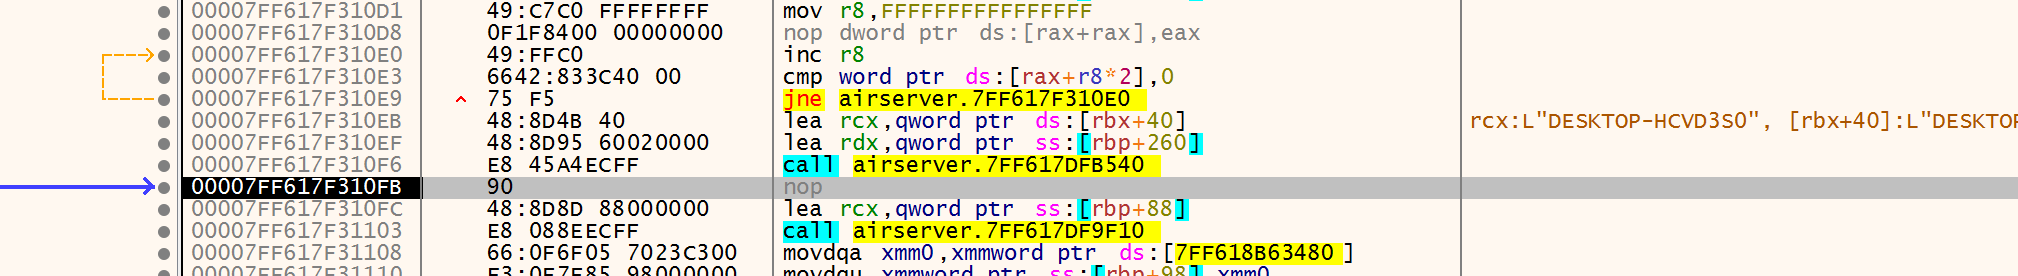 00007FF617F310D1 49:C7C0 FFFFFFFF mov r8,FFFFFFFFFFFFFFFF
00007FF617F310D8 0F1F8400 00000000 nop dword ptr ds:[rax+rax],eax
00007FF617F310E0 49:FFC0 inc r8
00007FF617F310E3 6642:833C40 00 cmp word ptr ds:[rax+r8*2],0
00007FF617F310E9 75 F5 jne airserver.7FF617F310E0
00007FF617F310EB 48:8D4B 40 lea rcx,qword ptr ds:[rbx+40] rcx:L"DESKTOP-HCVD3S0", [rbx+40]:L"DESKTOP
00007FF617F310EF 48:8D95 60020000 lea rdx,qword ptr ss:[rbp+260]
00007FF617F310F6 E8 45A4ECFF call airserver.7FF617DFB540
00007FF617F310FB 90 nop
00007FF617F310FC 48:8D8D 88000000 lea rcx,qword ptr ss:[rbp+88]
00007FF617F31103 E8 088EECFF call airserver.7FF617DF9F10
00007FF617F31108 66:0F6F05 7023C300 movdqa xmm0,xmmword ptr ds:[7FF618B63480]
00007FF617F31110 F3:0F7F85 98000000 movdqu xmmword ptr ss:[rbp+98],xmm0